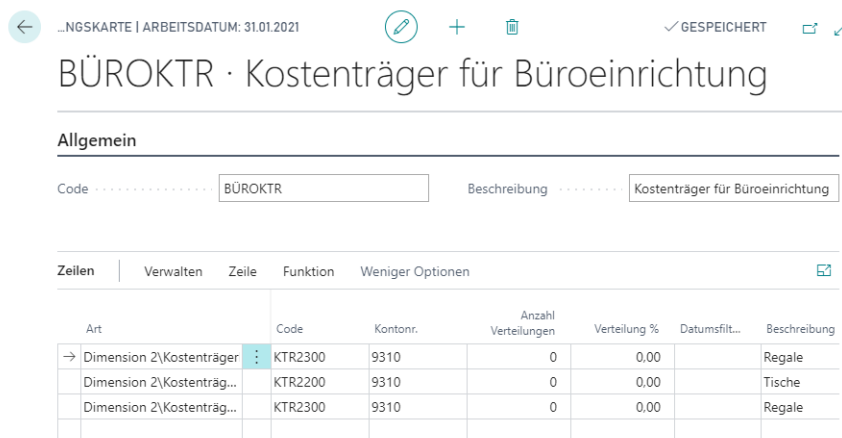 ...NGSKARTE | ARBEITSDATUM: 31.01.2021 GESPEICHERT
BÜROKTR · Kostenträger für Büroeinrichtung
Allgemein
Code BÜROKTR Beschreibung Kostenträger für Büroeinrichtung
Zeilen Verwalten Zeile Funktion Weniger Optionen
Art Code Kontonr. Anzahl Verteilungen Verteilung % Datumsfilt... Beschreibung
Dimension 2\Kostenträger KTR2300 9310 0 0,00 Regale
Dimension 2\Kostenträg... KTR2200 9310 0 0,00 Tische
Dimension 2\Kostenträg... KTR2300 9310 0 0,00 Regale